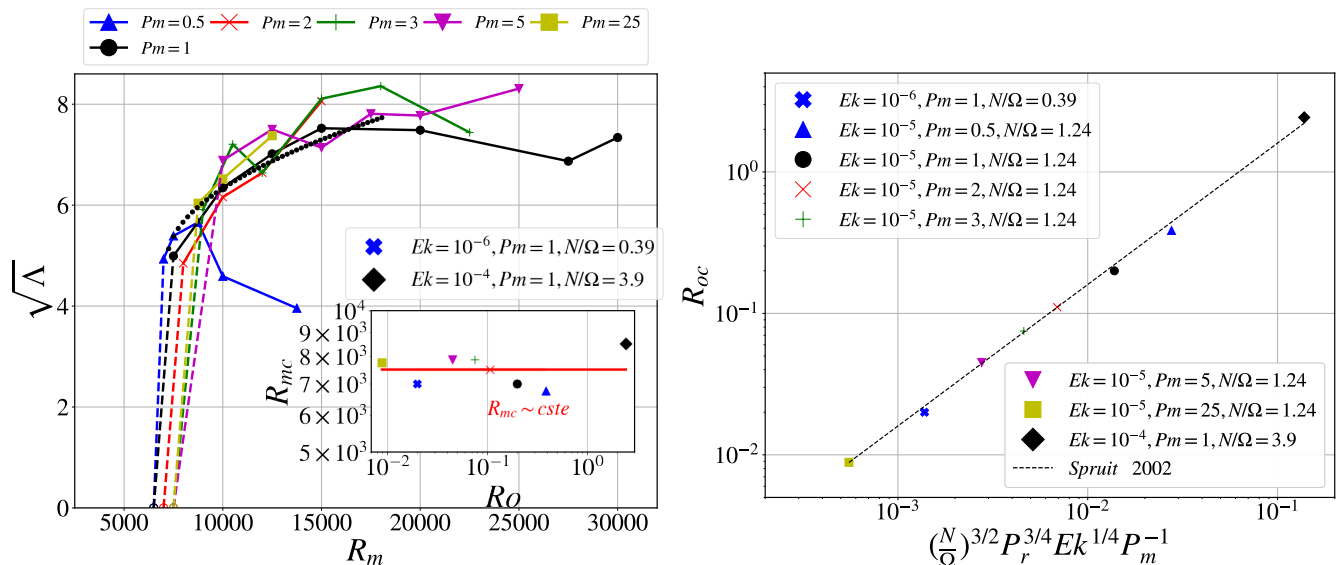 Pm = 0.5 Pm = 2 Pm = 3 Pm = 5 Pm = 25
Pm = 1
√Λ
8
6
4
2
0
5000 10000 15000 20000 25000 30000
R_m
Ek = 10^{-6}, Pm = 1, N/Ω = 0.39
Ek = 10^{-4}, Pm = 1, N/Ω = 3.9
R_{mc}
10^4
9 × 10^3
8 × 10^3
7 × 10^3
6 × 10^3
5 × 10^3
R_{mc} ~ cste
10^{-2} 10^{-1} 10^0
Ro
R_{oc}
10^0
10^{-1}
10^{-2}
Ek = 10^{-6}, Pm = 1, N/Ω = 0.39
Ek = 10^{-5}, Pm = 0.5, N/Ω = 1.24
Ek = 10^{-5}, Pm = 1, N/Ω = 1.24
Ek = 10^{-5}, Pm = 2, N/Ω = 1.24
Ek = 10^{-5}, Pm = 3, N/Ω = 1.24
Ek = 10^{-5}, Pm = 5, N/Ω = 1.24
Ek = 10^{-5}, Pm = 25, N/Ω = 1.24
Ek = 10^{-4}, Pm = 1, N/Ω = 3.9
Spruit 2002
10^{-3} 10^{-2} 10^{-1}
(N/Ω)^{3/2} P_r^{3/4} Ek^{1/4} P_m^{-1}